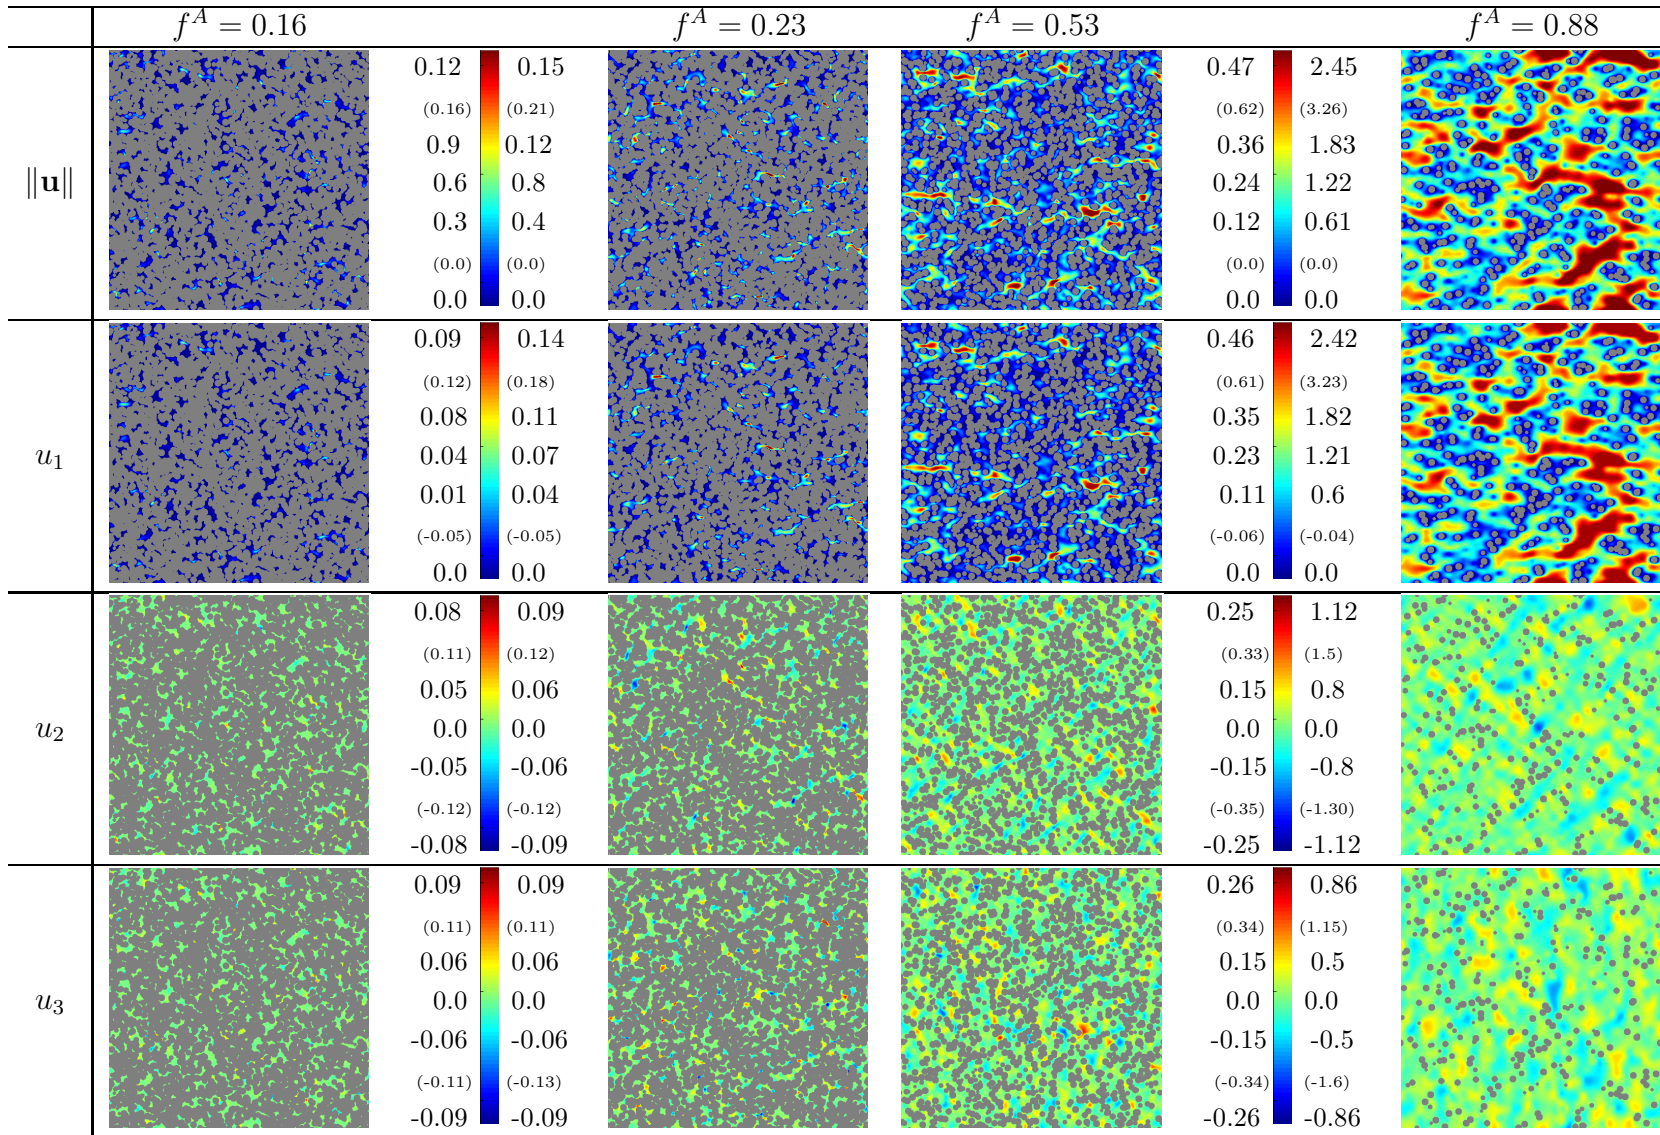 f^A = 0.16 f^A = 0.23 f^A = 0.53 f^A = 0.88
0.12 0.15 0.47 2.45
(0.16) (0.21) (0.62) (3.26)
0.9 0.12 0.36 1.83
‖u‖ 0.6 0.8 0.24 1.22
0.3 0.4 0.12 0.61
(0.0) (0.0) (0.0) (0.0)
0.0 0.0 0.0 0.0
0.09 0.14 0.46 2.42
(0.12) (0.18) (0.61) (3.23)
0.08 0.11 0.35 1.82
u_1 0.04 0.07 0.23 1.21
0.01 0.04 0.11 0.6
(-0.05) (-0.05) (-0.06) (-0.04)
0.0 0.0 0.0 0.0
0.08 0.09 0.25 1.12
(0.11) (0.12) (0.33) (1.5)
0.05 0.06 0.15 0.8
u_2 0.0 0.0 0.0 0.0
-0.05 -0.06 -0.15 -0.8
(-0.12) (-0.12) (-0.35) (-1.30)
-0.08 -0.09 -0.25 -1.12
0.09 0.09 0.26 0.86
(0.11) (0.11) (0.34) (1.15)
0.06 0.06 0.15 0.5
u_3 0.0 0.0 0.0 0.0
-0.06 -0.06 -0.15 -0.5
(-0.11) (-0.13) (-0.34) (-1.6)
-0.09 -0.09 -0.26 -0.86